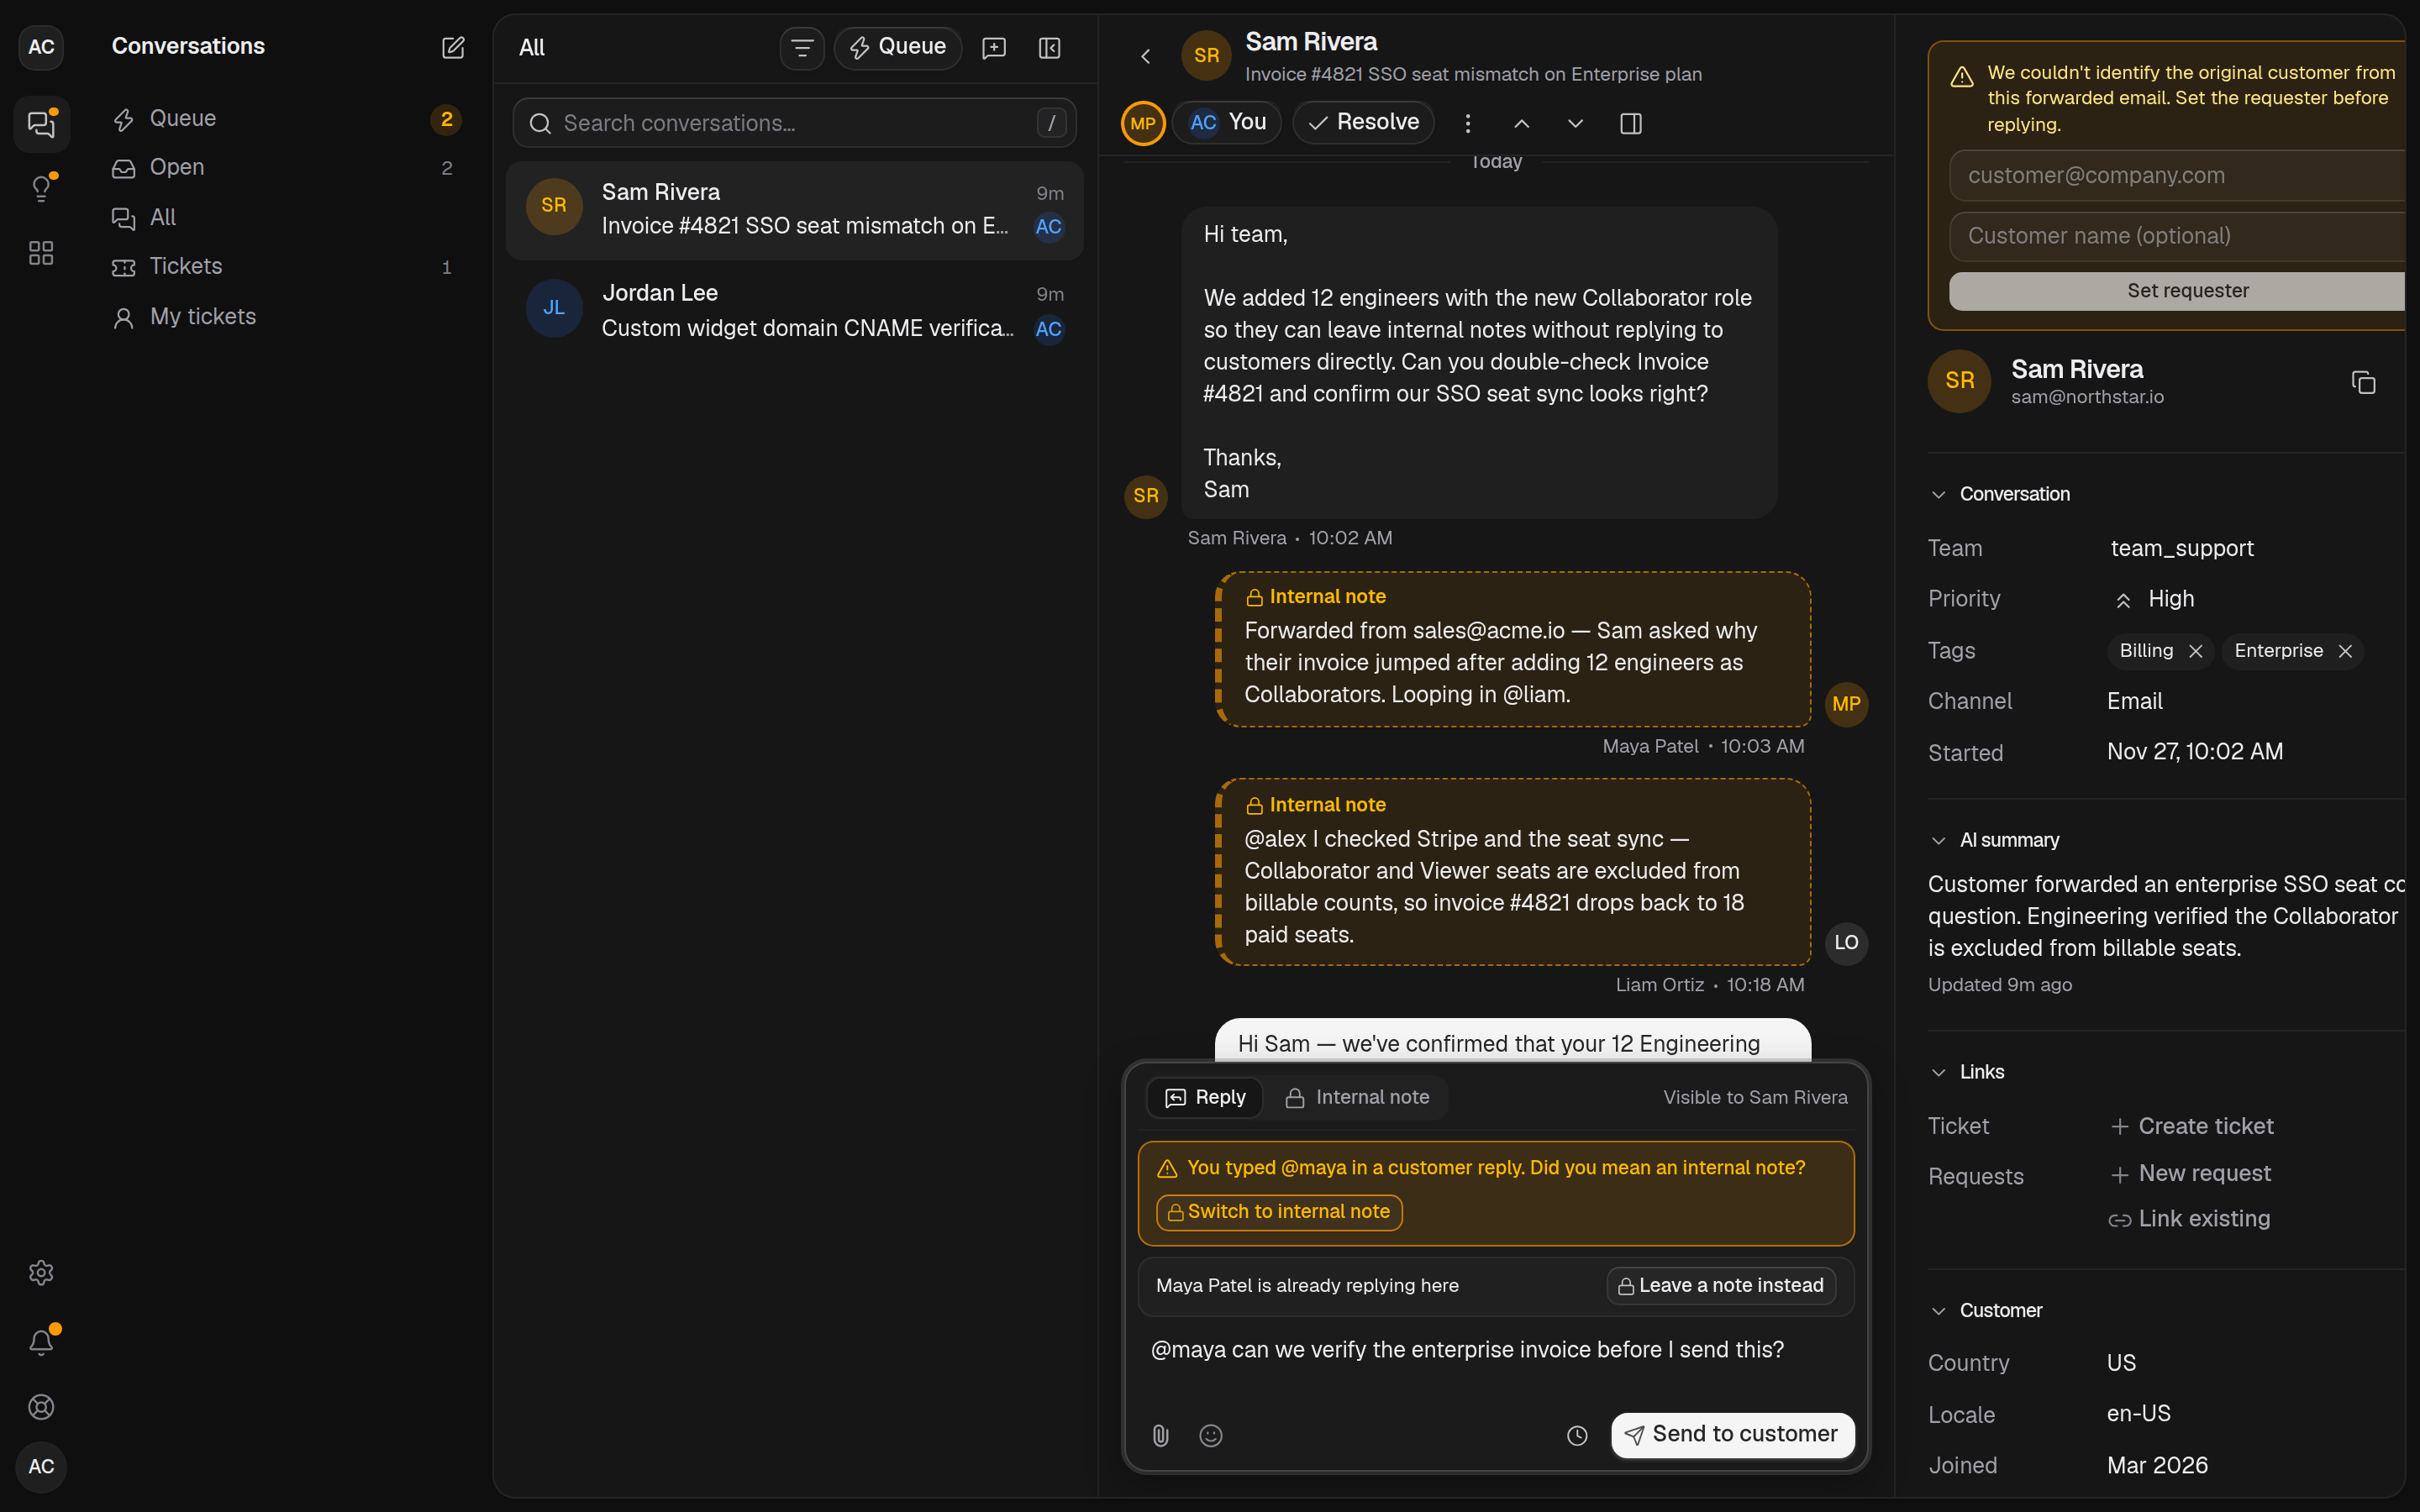 AC
Conversations
Queue
2
Open
2
All
Tickets
1
My tickets
AC
All
Queue
Search conversations...
/
SR
Sam Rivera
9m
Invoice #4821 SSO seat mismatch on E...
AC
JL
Jordan Lee
9m
Custom widget domain CNAME verifica...
AC
SR
Sam Rivera
Invoice #4821 SSO seat mismatch on Enterprise plan
MP
AC You
Resolve
Today
Hi team,
We added 12 engineers with the new Collaborator role
so they can leave internal notes without replying to
customers directly. Can you double-check Invoice
#4821 and confirm our SSO seat sync looks right?
Thanks,
Sam
SR
Sam Rivera • 10:02 AM
Internal note
Forwarded from sales@acme.io — Sam asked why
their invoice jumped after adding 12 engineers as
Collaborators. Looping in @liam.
MP
Maya Patel • 10:03 AM
Internal note
@alex I checked Stripe and the seat sync —
Collaborator and Viewer seats are excluded from
billable counts, so invoice #4821 drops back to 18
paid seats.
LO
Liam Ortiz • 10:18 AM
Hi Sam — we've confirmed that your 12 Engineering
Reply
Internal note
Visible to Sam Rivera
You typed @maya in a customer reply. Did you mean an internal note?
Switch to internal note
Maya Patel is already replying here
Leave a note instead
@maya can we verify the enterprise invoice before I send this?
Send to customer
We couldn't identify the original customer from
this forwarded email. Set the requester before
replying.
customer@company.com
Customer name (optional)
Set requester
SR
Sam Rivera
sam@northstar.io
Conversation
Team
team_support
Priority
High
Tags
Billing
Enterprise
Channel
Email
Started
Nov 27, 10:02 AM
AI summary
Customer forwarded an enterprise SSO seat co
question. Engineering verified the Collaborator
is excluded from billable seats.
Updated 9m ago
Links
Ticket
Create ticket
Requests
New request
Link existing
Customer
Country
US
Locale
en-US
Joined
Mar 2026